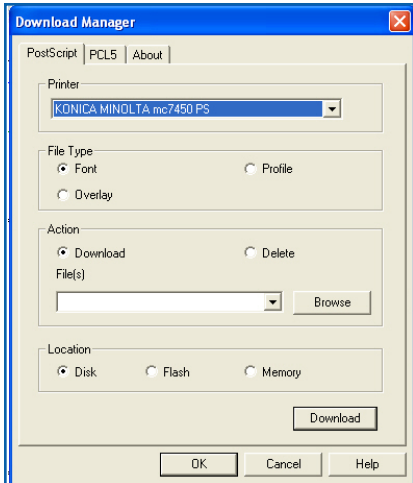 Download Manager
PostScript PCL5 About
Printer
KONICA MINOLTA mc7450 PS
File Type
Font Profile
Overlay
Action
Download Delete
File(s)
Browse
Location
Disk Flash Memory
Download
OK Cancel Help